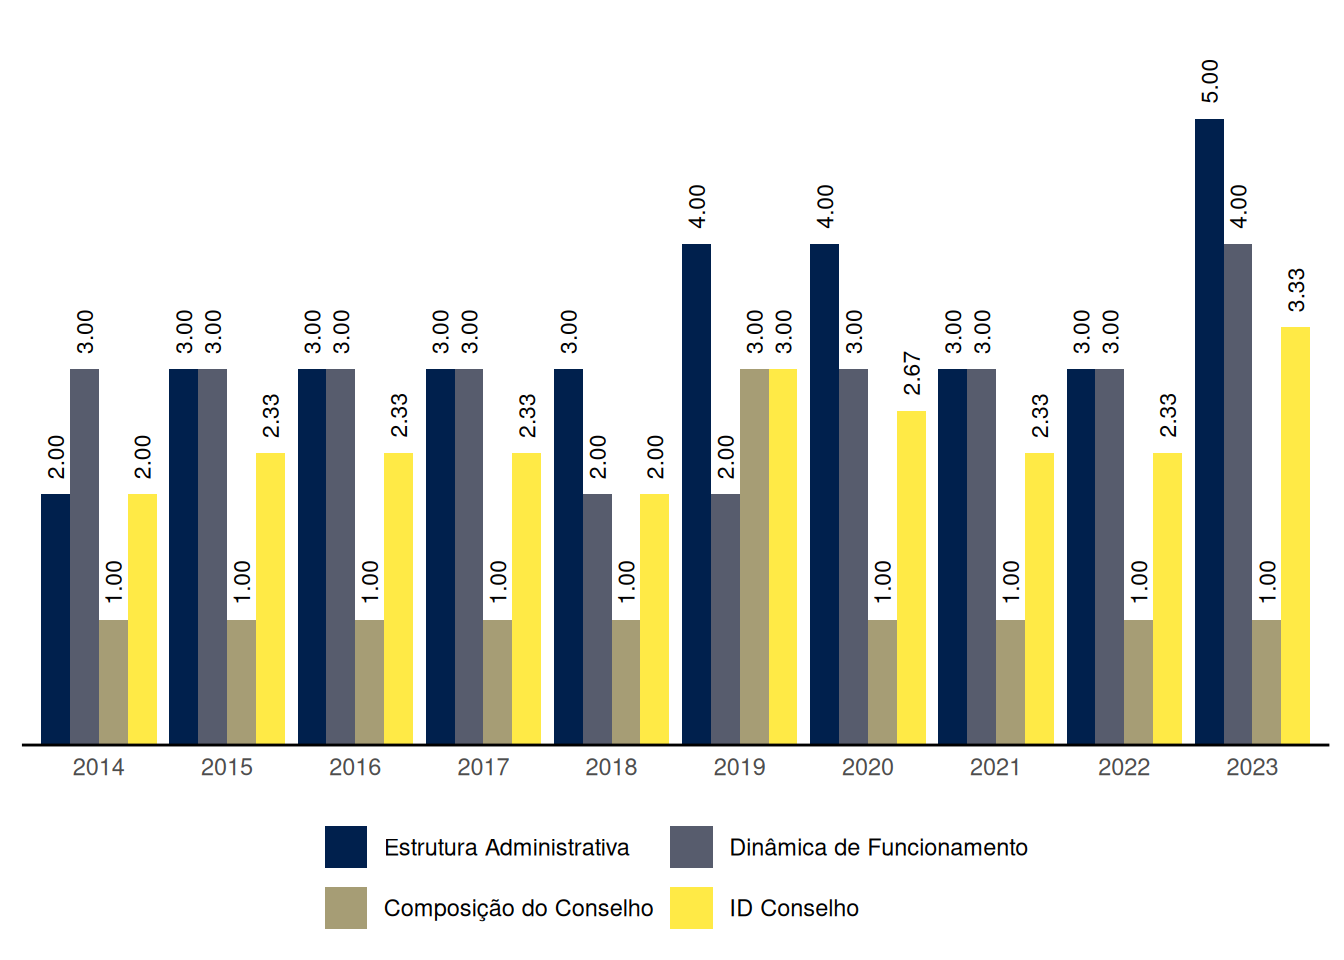 2.00 3.00 1.00 2.00
3.00 3.00 1.00 2.33
3.00 3.00 1.00 2.33
3.00 3.00 1.00 2.33
3.00 2.00 1.00 2.00
4.00 2.00 3.00 3.00
4.00 3.00 1.00 2.67
3.00 3.00 1.00 2.33
3.00 3.00 1.00 2.33
5.00 4.00 1.00 3.33
2014 2015 2016 2017 2018 2019 2020 2021 2022 2023
Estrutura Administrativa Dinâmica de Funcionamento
Composição do Conselho ID Conselho